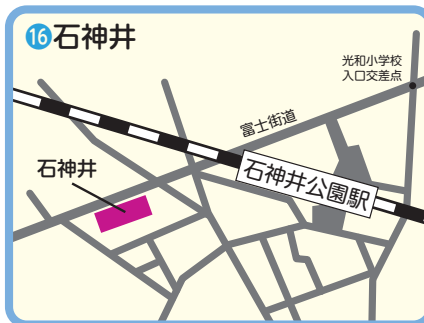 ⑯石神井
光和小学校
入口交差点
富士街道
石神井
石神井公園駅